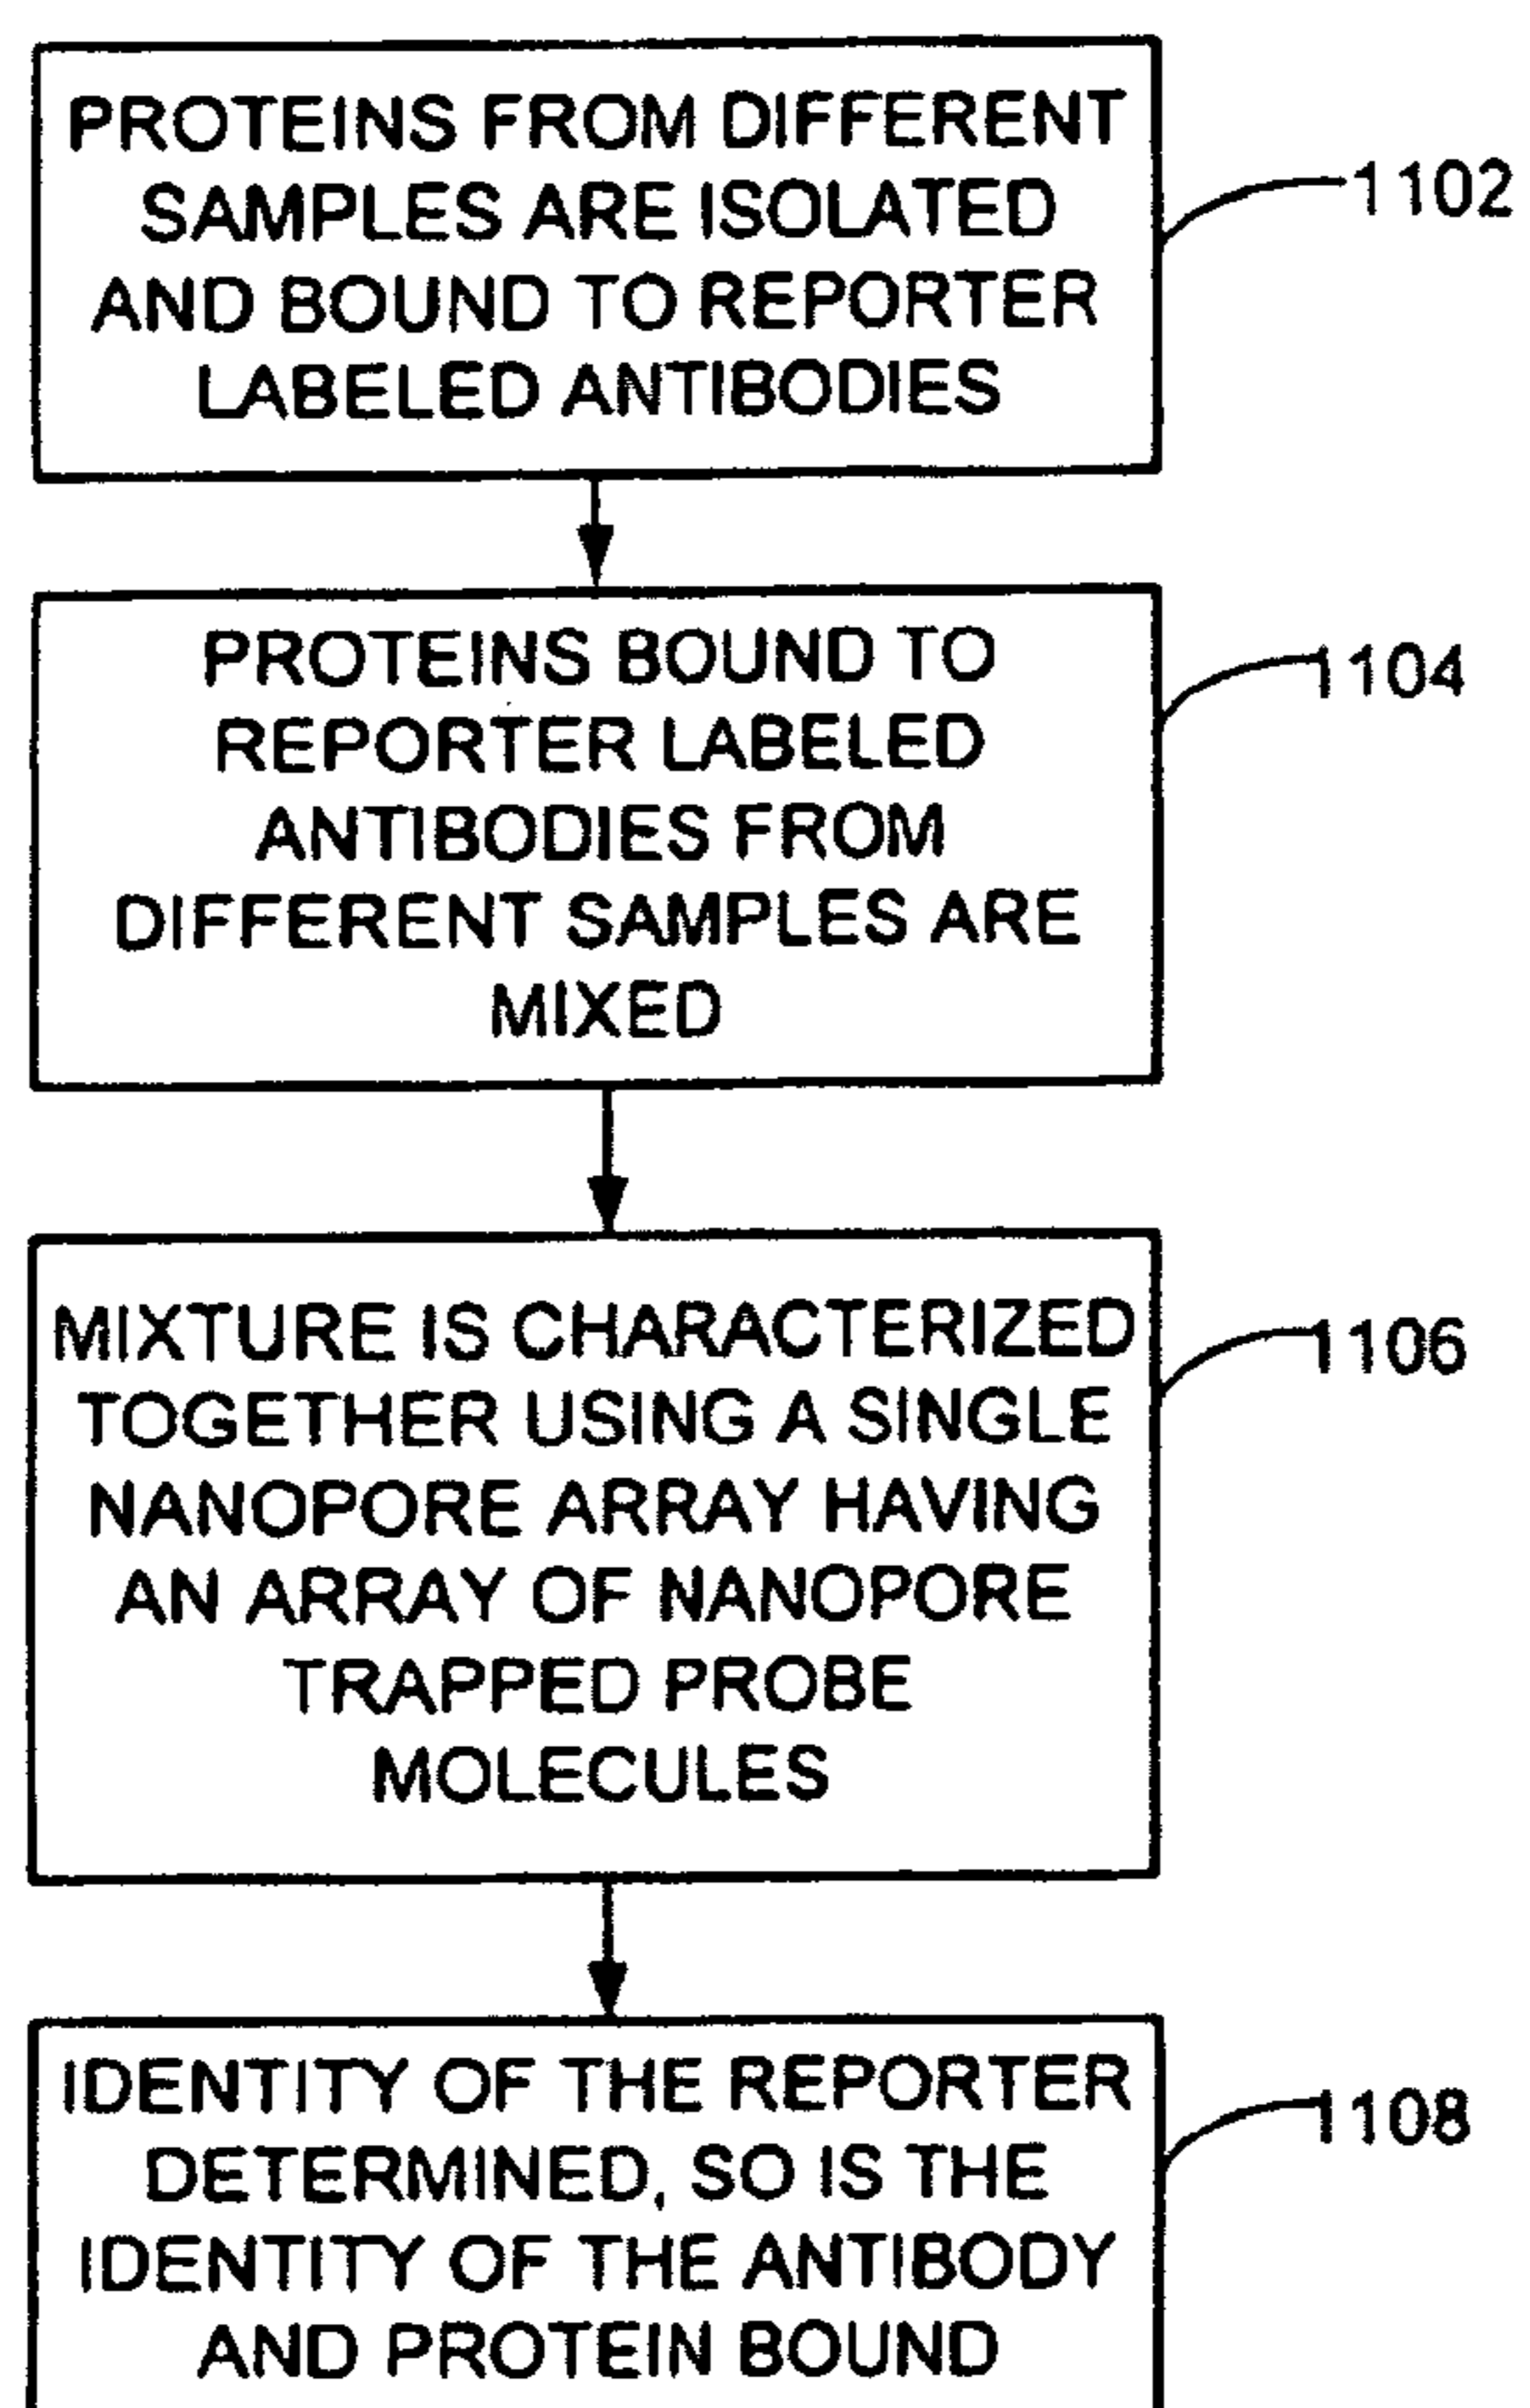 PROTEINS FROM DIFFERENT
SAMPLES ARE ISOLATED
AND BOUND TO REPORTER
LABELED ANTIBODIES
1102
PROTEINS BOUND TO
REPORTER LABELED
ANTIBODIES FROM
DIFFERENT SAMPLES ARE
MIXED
1104
MIXTURE IS CHARACTERIZED
TOGETHER USING A SINGLE
NANOPORE ARRAY HAVING
AN ARRAY OF NANOPORE
TRAPPED PROBE
MOLECULES
1106
IDENTITY OF THE REPORTER
DETERMINED, SO IS THE
IDENTITY OF THE ANTIBODY
AND PROTEIN BOUND
1108